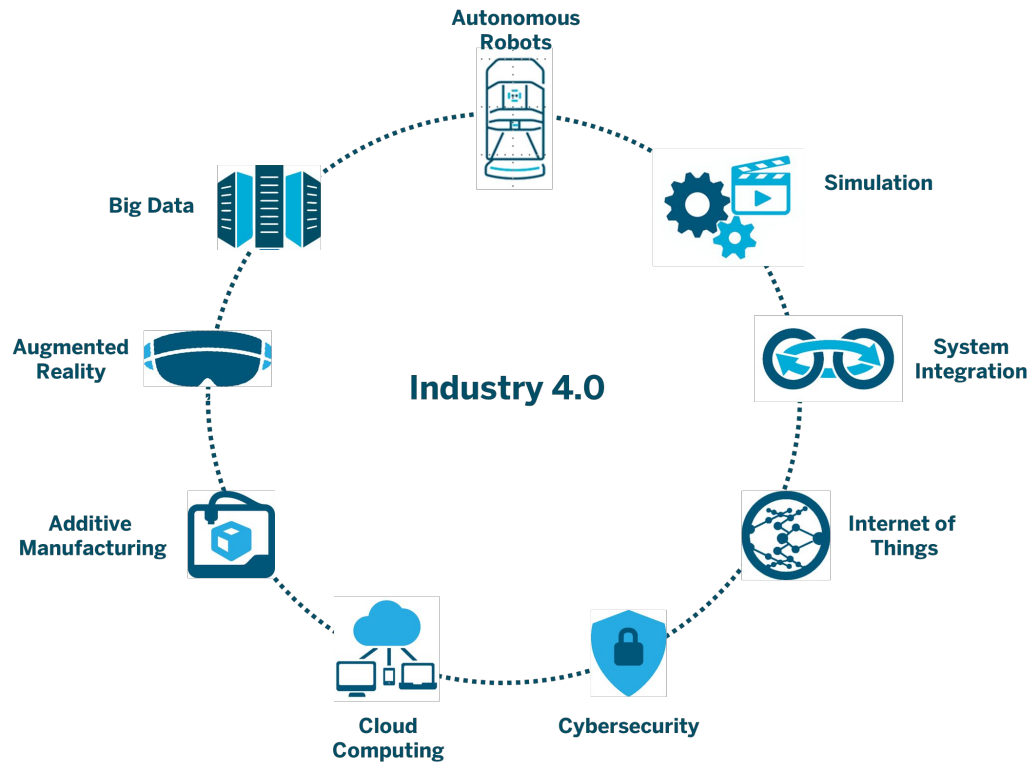 Autonomous
Robots
Simulation
Big Data
System
Integration
Augmented
Reality
Industry 4.0
Internet of
Things
Additive
Manufacturing
Cybersecurity
Cloud
Computing